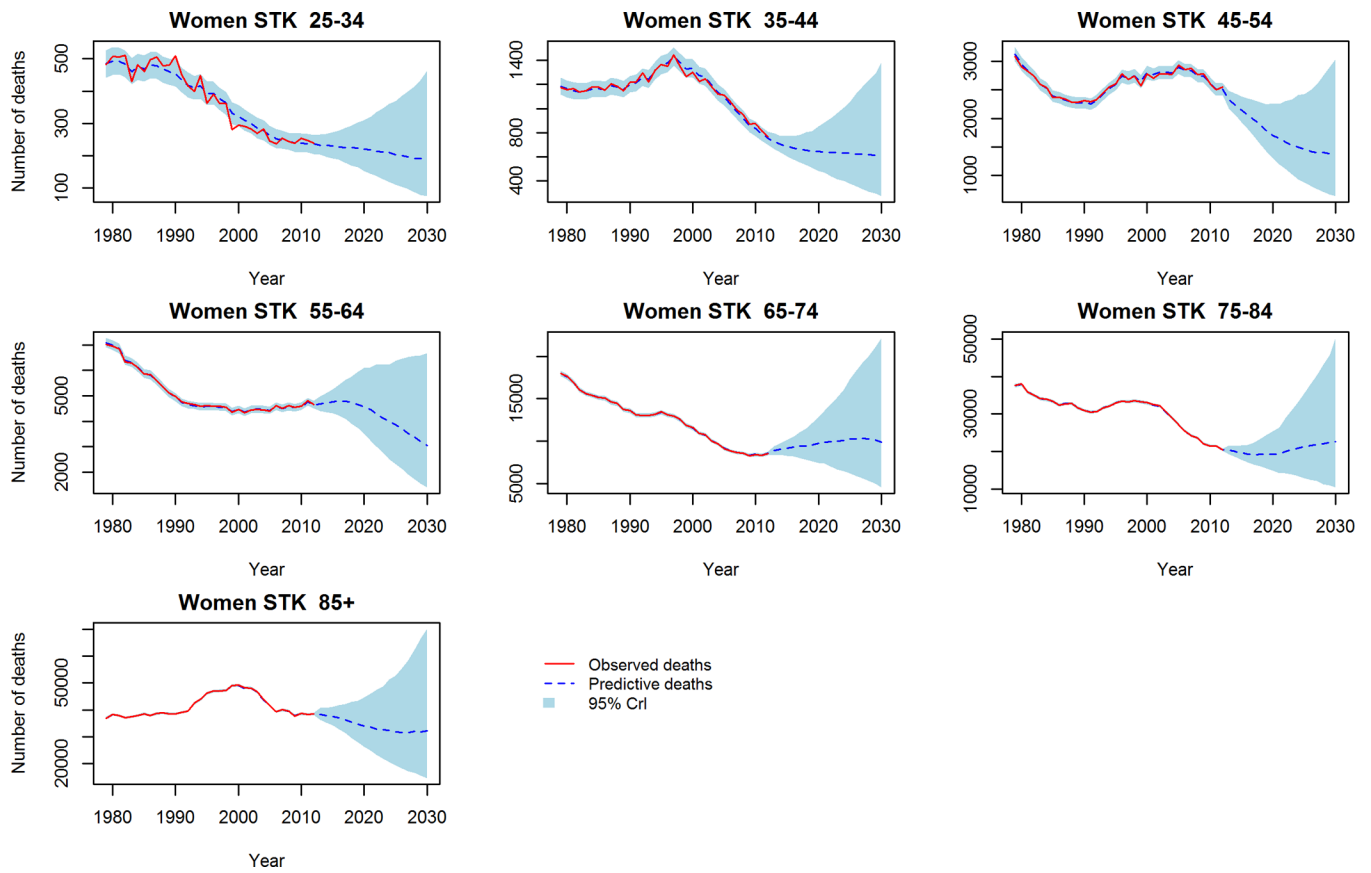 Women STK 25-34
Number of deaths
100 300 500
1980 1990 2000 2010 2020 2030
Year
Women STK 35-44
400 800 1400
1980 1990 2000 2010 2020 2030
Year
Women STK 45-54
1000 2000 3000
1980 1990 2000 2010 2020 2030
Year
Women STK 55-64
Number of deaths
2000 5000
1980 1990 2000 2010 2020 2030
Year
Women STK 65-74
5000 15000
1980 1990 2000 2010 2020 2030
Year
Women STK 75-84
10000 30000 50000
1980 1990 2000 2010 2020 2030
Year
Women STK 85+
Number of deaths
20000 50000
1980 1990 2000 2010 2020 2030
Year
Observed deaths
Predictive deaths
95% CrI